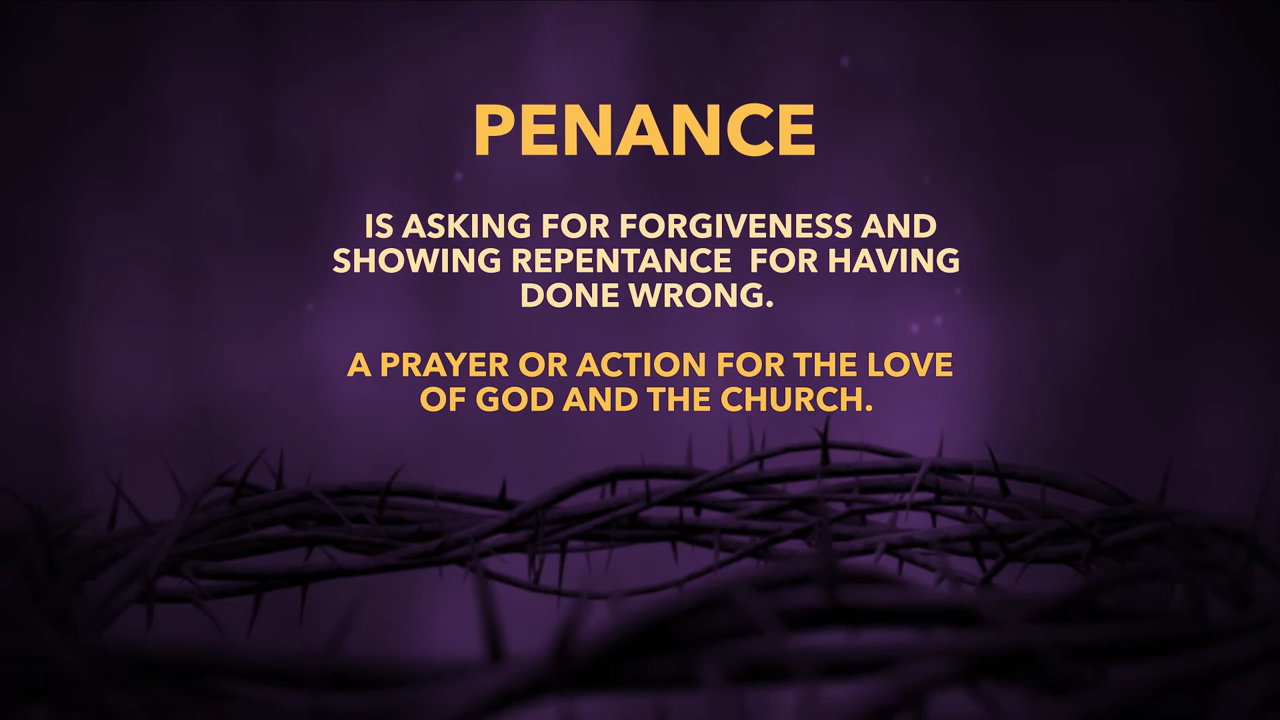 PENANCE
IS ASKING FOR FORGIVENESS AND
SHOWING REPENTANCE  FOR HAVING
DONE WRONG.
A PRAYER OR ACTION FOR THE LOVE
OF GOD AND THE CHURCH.